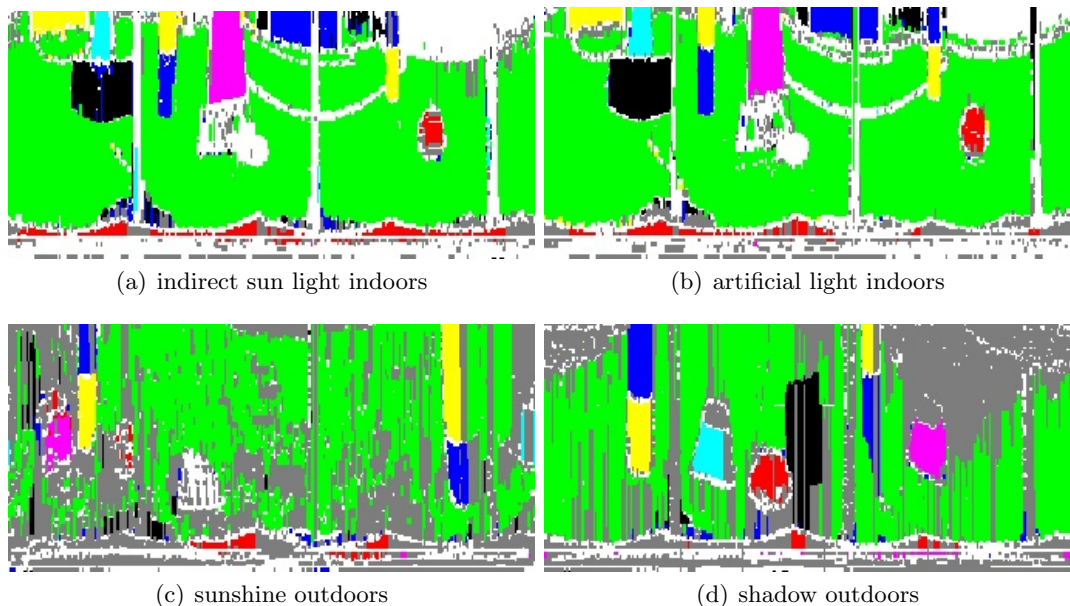 (a) indirect sun light indoors
(b) artificial light indoors
(c) sunshine outdoors
(d) shadow outdoors